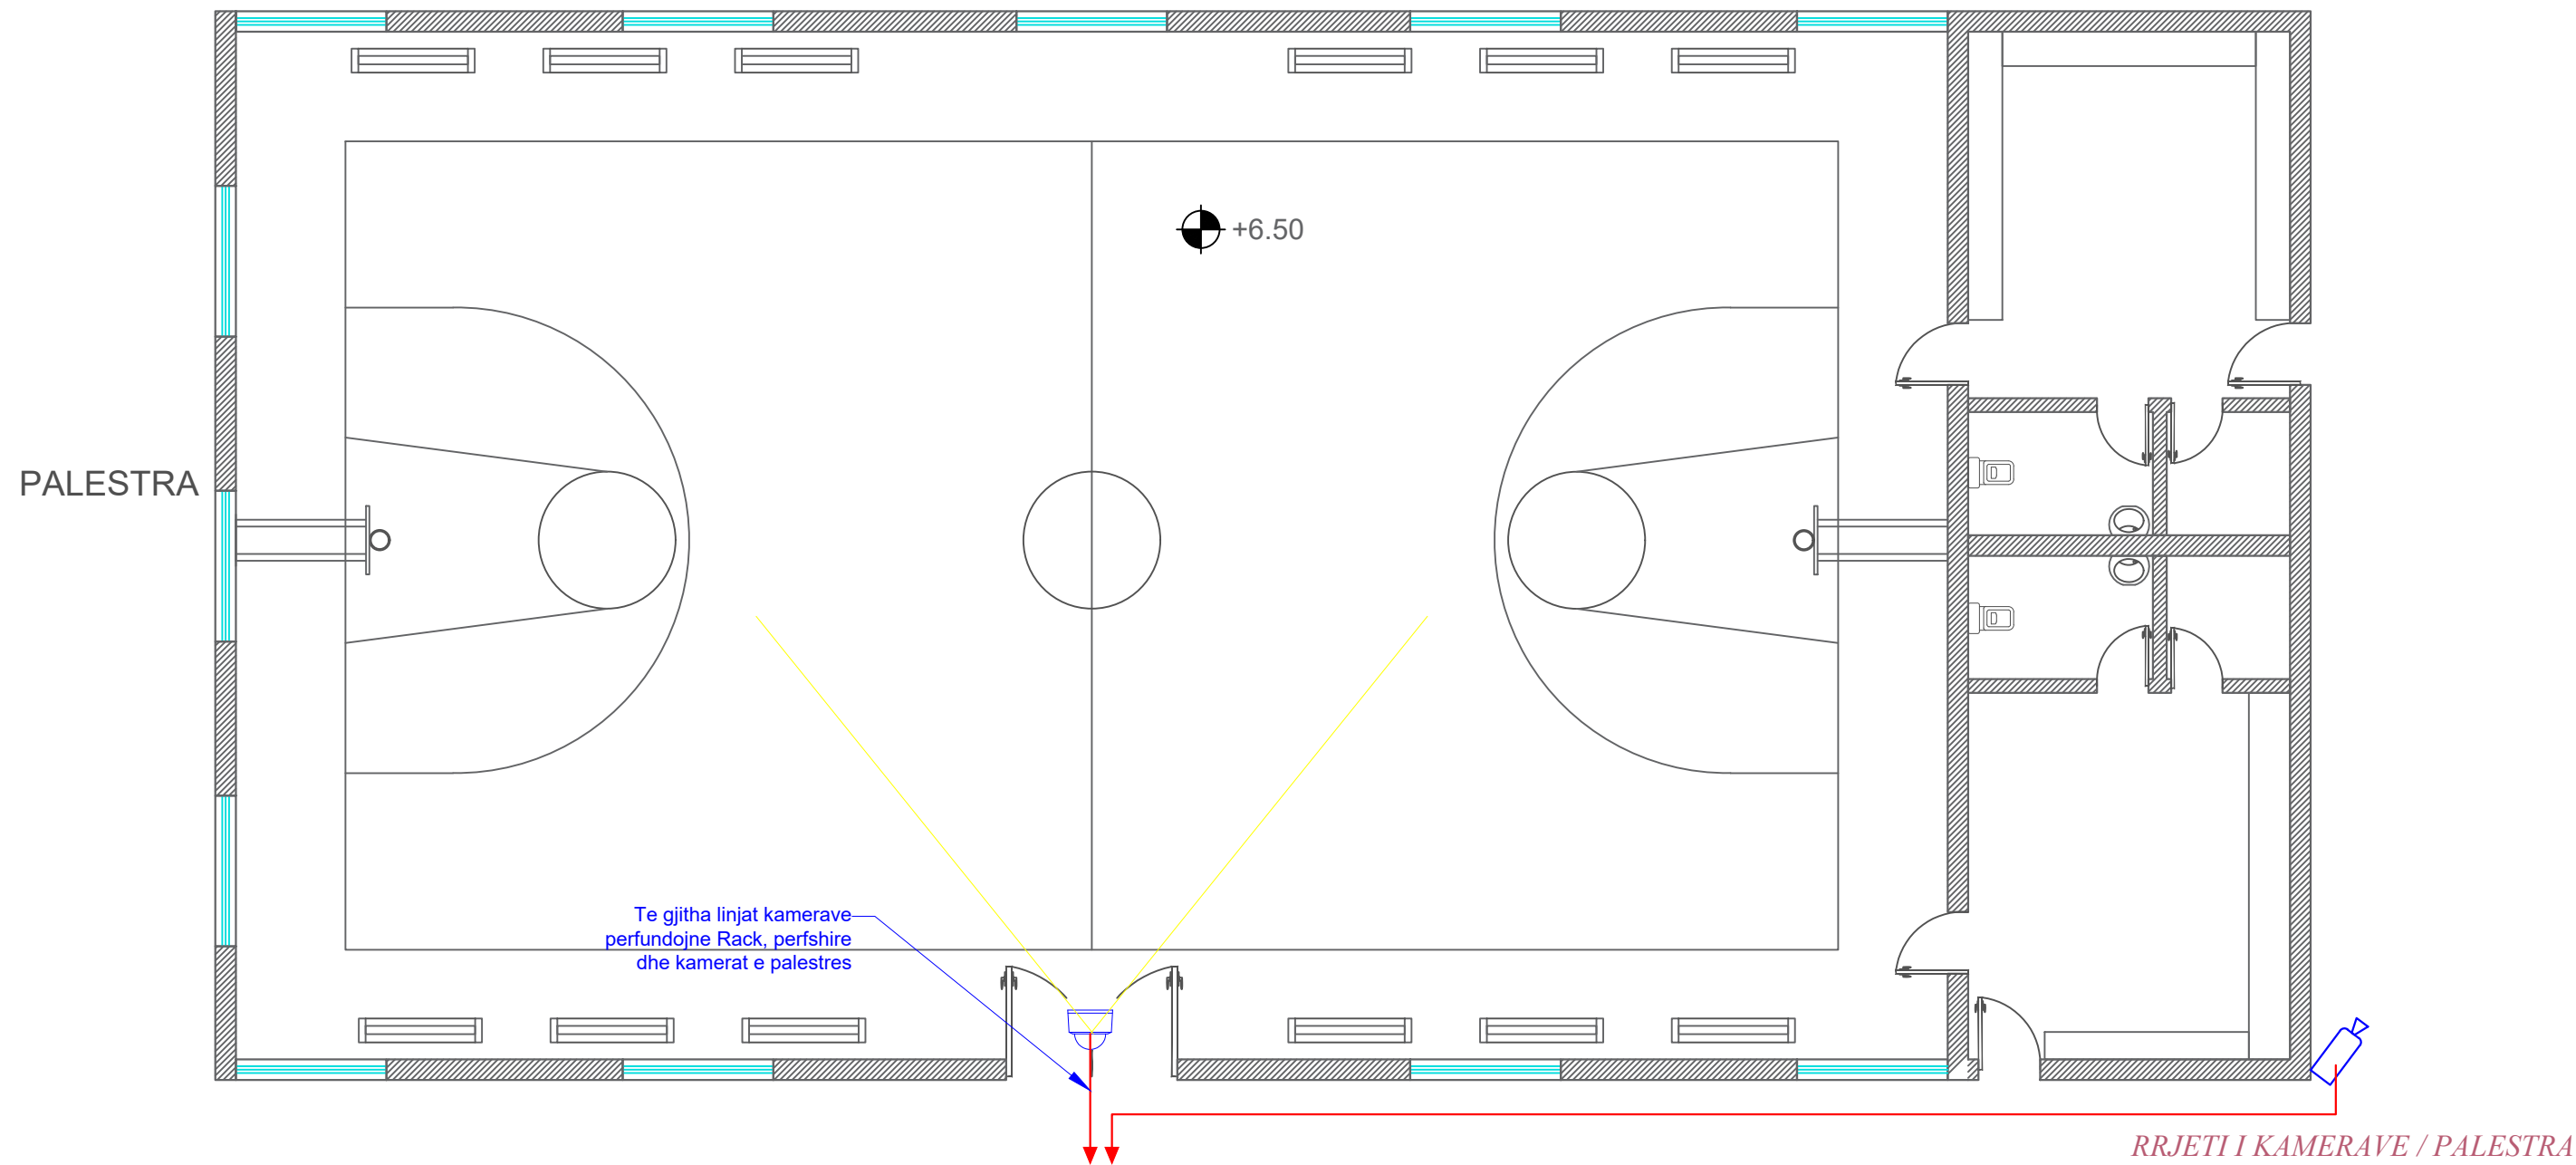 +6.50
PALESTRA
Te gjitha linjat kamerave
perfundojne Rack, perfshire
dhe kamerat e palestres
RRJETI I KAMERAVE / PALESTRA